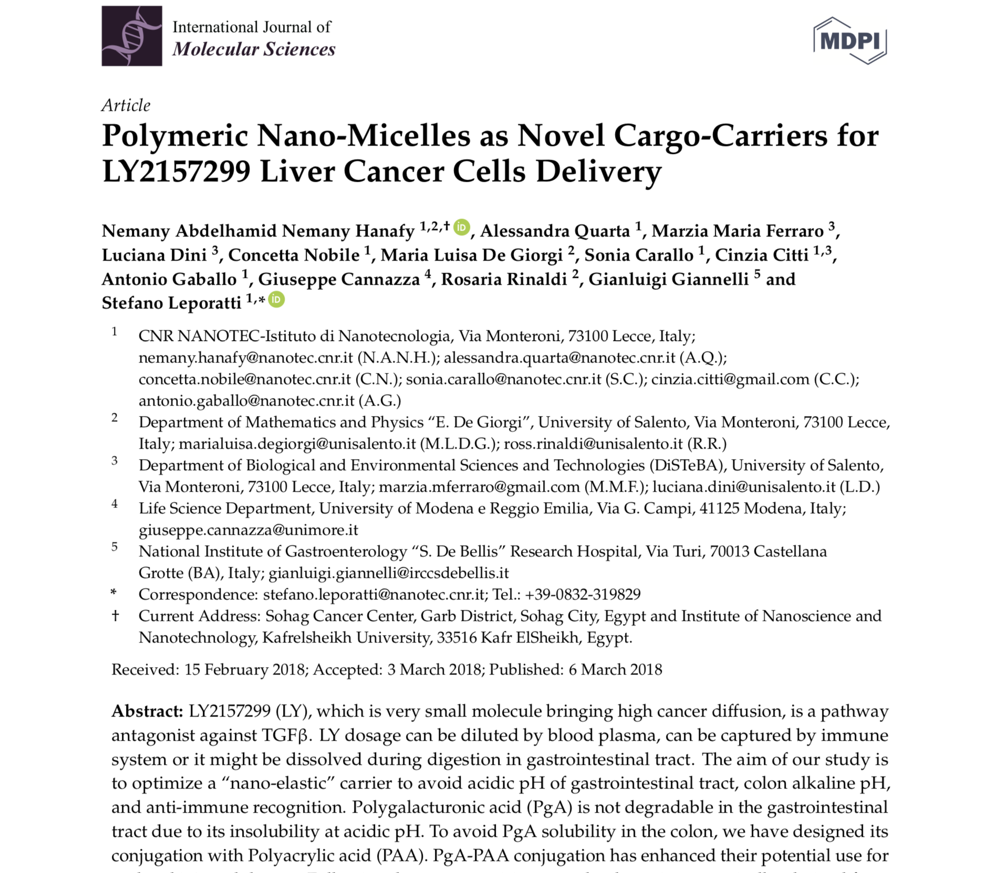 International Journal of
Molecular Sciences
MDPI
Article
Polymeric Nano-Micelles as Novel Cargo-Carriers for
LY2157299 Liver Cancer Cells Delivery
Nemany Abdelhamid Nemany Hanafy 1,2,† iD, Alessandra Quarta 1, Marzia Maria Ferraro 3,
Luciana Dini 3, Concetta Nobile 1, Maria Luisa De Giorgi 2, Sonia Carallo 1, Cinzia Citti 1,3,
Antonio Gaballo 1, Giuseppe Cannazza 4, Rosaria Rinaldi 2, Gianluigi Giannelli 5 and
Stefano Leporatti 1,* iD
1 CNR NANOTEC-Istituto di Nanotecnologia, Via Monteroni, 73100 Lecce, Italy;
nemany.hanafy@nanotec.cnr.it (N.A.N.H.); alessandra.quarta@nanotec.cnr.it (A.Q.);
concetta.nobile@nanotec.cnr.it (C.N.); sonia.carallo@nanotec.cnr.it (S.C.); cinzia.citti@gmail.com (C.C.);
antonio.gaballo@nanotec.cnr.it (A.G.)
2 Department of Mathematics and Physics “E. De Giorgi”, University of Salento, Via Monteroni, 73100 Lecce,
Italy; marialuisa.degiorgi@unisalento.it (M.L.D.G.); ross.rinaldi@unisalento.it (R.R.)
3 Department of Biological and Environmental Sciences and Technologies (DiSTeBA), University of Salento,
Via Monteroni, 73100 Lecce, Italy; marzia.mferraro@gmail.com (M.M.F.); luciana.dini@unisalento.it (L.D.)
4 Life Science Department, University of Modena e Reggio Emilia, Via G. Campi, 41125 Modena, Italy;
giuseppe.cannazza@unimore.it
5 National Institute of Gastroenterology “S. De Bellis” Research Hospital, Via Turi, 70013 Castellana
Grotte (BA), Italy; gianluigi.giannelli@irccsdebellis.it
* Correspondence: stefano.leporatti@nanotec.cnr.it; Tel.: +39-0832-319829
† Current Address: Sohag Cancer Center, Garb District, Sohag City, Egypt and Institute of Nanoscience and
Nanotechnology, Kafrelsheikh University, 33516 Kafr ElSheikh, Egypt.
Received: 15 February 2018; Accepted: 3 March 2018; Published: 6 March 2018
Abstract: LY2157299 (LY), which is very small molecule bringing high cancer diffusion, is a pathway
antagonist against TGFβ. LY dosage can be diluted by blood plasma, can be captured by immune
system or it might be dissolved during digestion in gastrointestinal tract. The aim of our study is
to optimize a “nano-elastic” carrier to avoid acidic pH of gastrointestinal tract, colon alkaline pH,
and anti-immune recognition. Polygalacturonic acid (PgA) is not degradable in the gastrointestinal
tract due to its insolubility at acidic pH. To avoid PgA solubility in the colon, we have designed its
conjugation with Polyacrylic acid (PAA). PgA-PAA conjugation has enhanced their potential use for